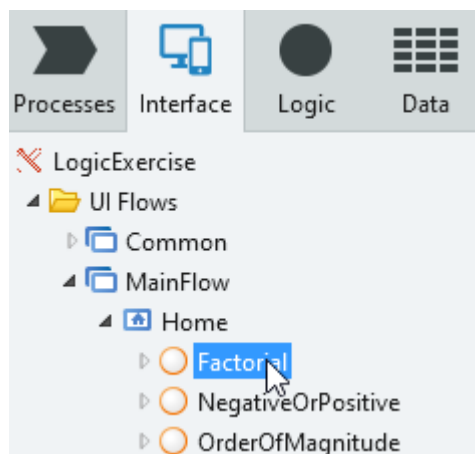 Processes Interface Logic Data
LogicExercise
UI Flows
Common
MainFlow
Home
Factorial
NegativeOrPositive
OrderOfMagnitude